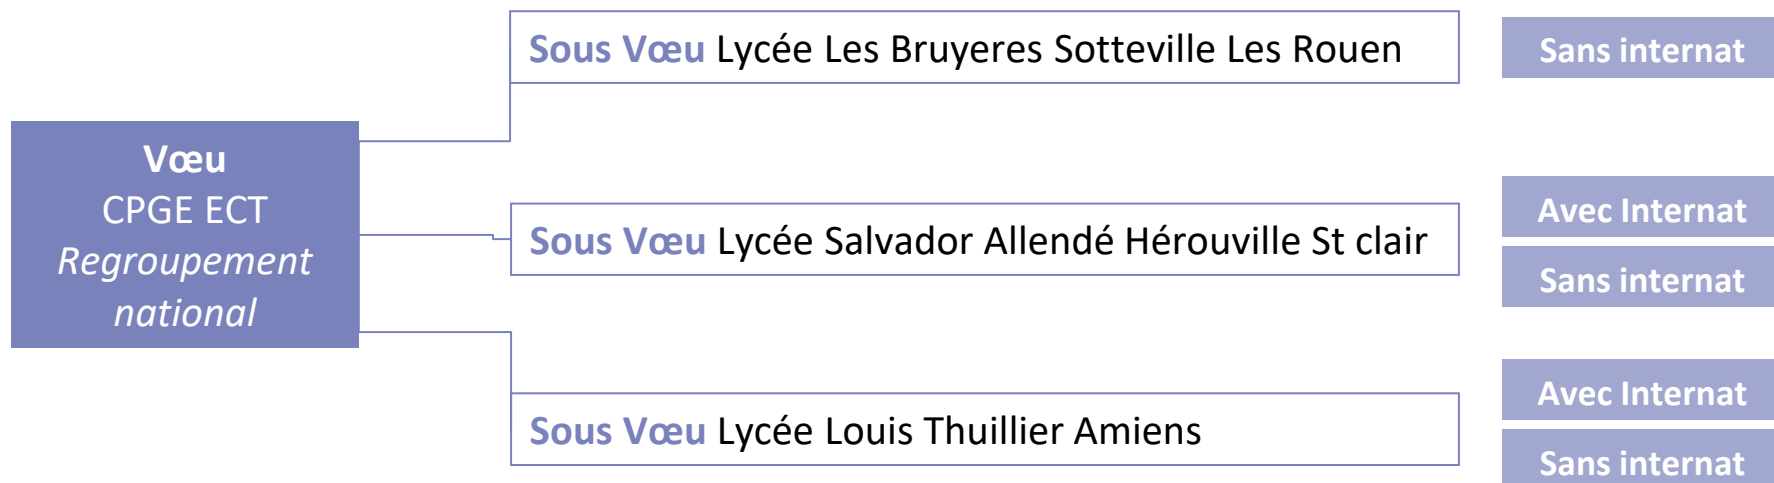 Sous Vœu Lycée Les Bruyeres Sotteville Les Rouen
Sans internat
Vœu
CPGE ECT
Regroupement
national
Sous Vœu Lycée Salvador Allendé Hérouville St clair
Avec Internat
Sans internat
Sous Vœu Lycée Louis Thuillier Amiens
Avec Internat
Sans internat